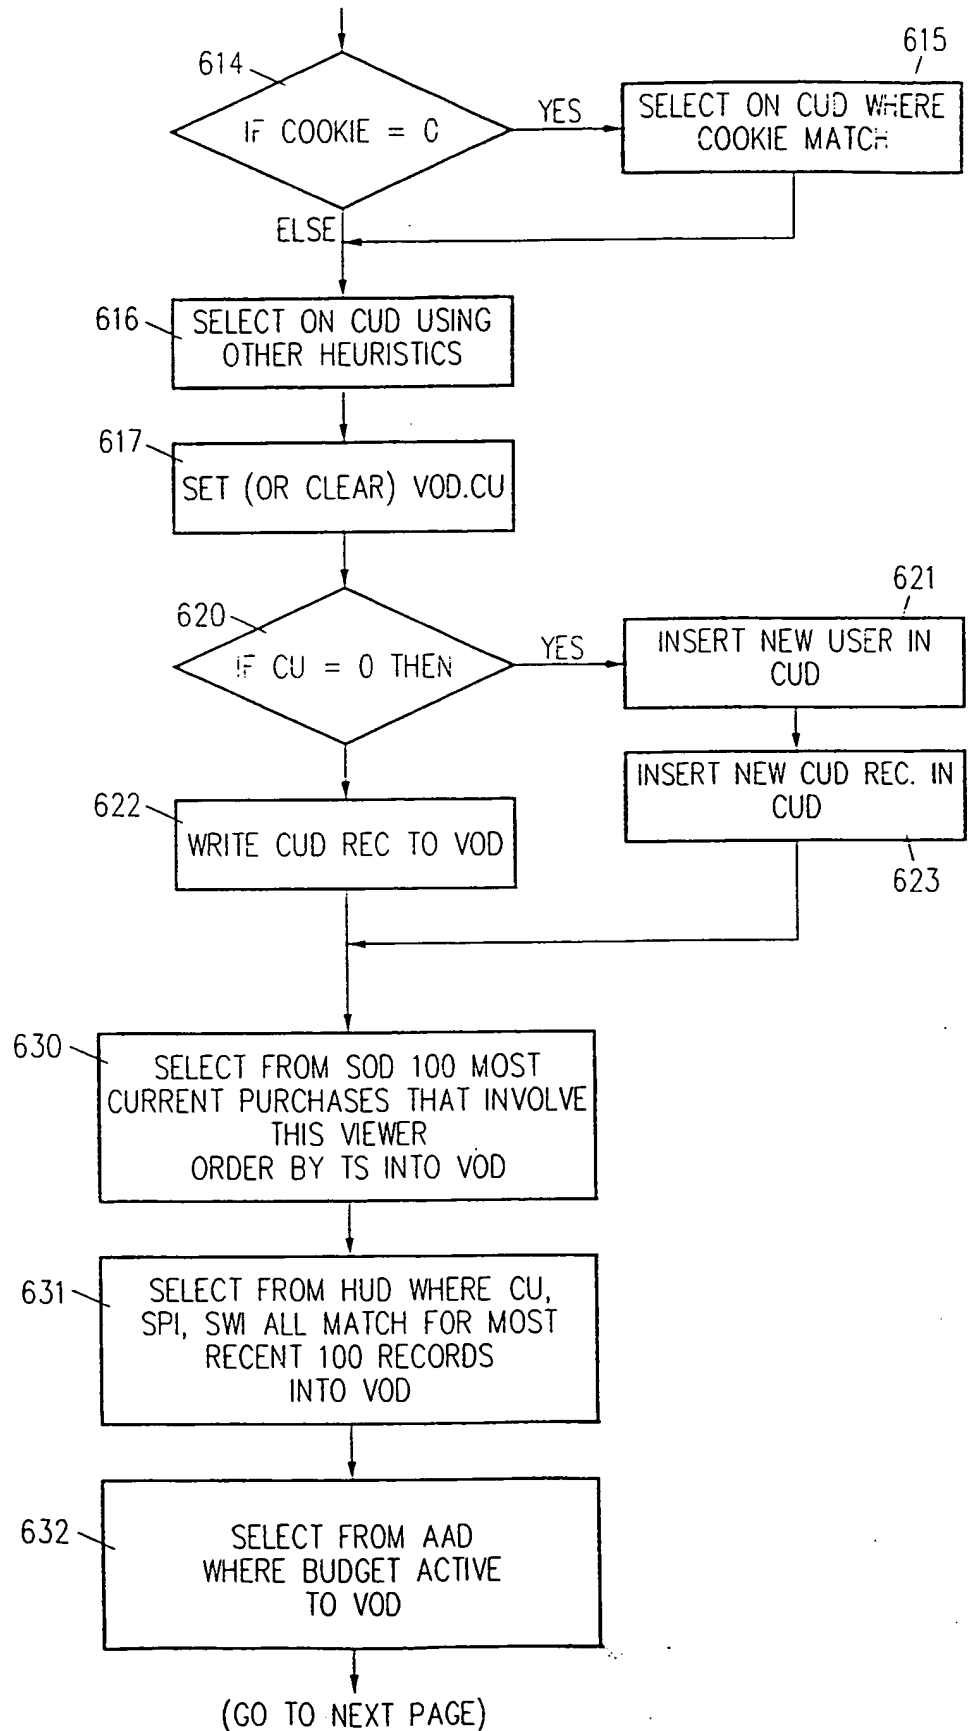 614
IF COOKIE = 0
YES
615
SELECT ON CUD WHERE
COOKIE MATCH
ELSE
616
SELECT ON CUD USING
OTHER HEURISTICS
617
SET (OR CLEAR) VOD.CU
620
IF CU = 0 THEN
YES
621
INSERT NEW USER IN
CUD
622
WRITE CUD REC TO VOD
INSERT NEW CUD REC. IN
CUD
623
630
SELECT FROM SOD 100 MOST
CURRENT PURCHASES THAT INVOLVE
THIS VIEWER
ORDER BY TS INTO VOD
631
SELECT FROM HUD WHERE CU,
SPI, SWI ALL MATCH FOR MOST
RECENT 100 RECORDS
INTO VOD
632
SELECT FROM AAD
WHERE BUDGET ACTIVE
TO VOD
(GO TO NEXT PAGE)